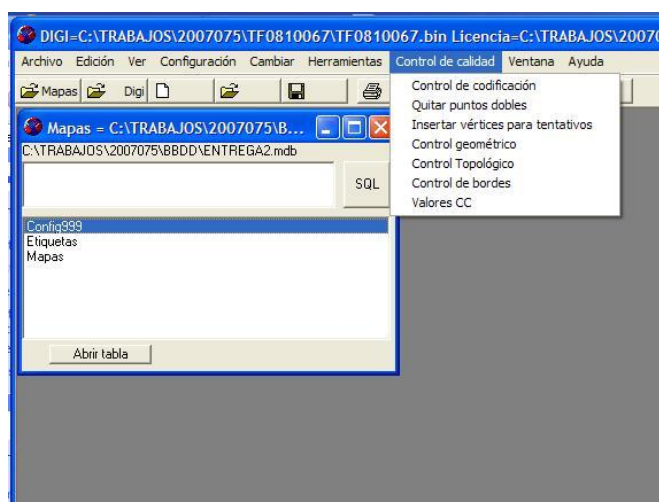 DIGI=C:\TRABAJOS\2007075\TF0810067\TF0810067.bin Licencia=C:\TRABAJOS\20070
Archivo Edición Ver Configuración Cambiar Herramientas Control de calidad Ventana Ayuda
Mapas Digi
Control de codificación
Quitar puntos dobles
Insertar vértices para tentativos
Control geométrico
Control Topológico
Control de bordes
Valores CC
Mapas = C:\TRABAJOS\2007075\B...
C:\TRABAJOS\2007075\BBDD\ENTREGA2.mdb
SQL
Config999
Etiquetas
Mapas
Abrir tabla